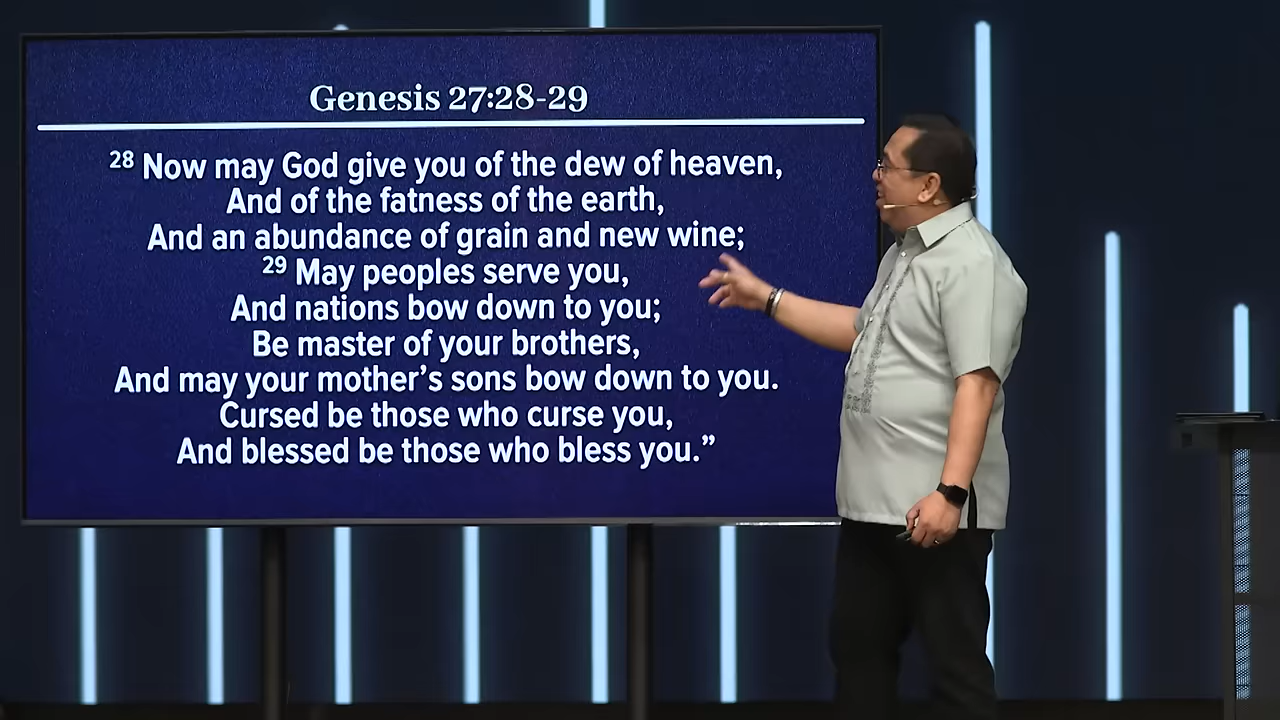 Genesis 27:28-29
28 Now may God give you of the dew of heaven,
And of the fatness of the earth,
And an abundance of grain and new wine;
29 May peoples serve you,
And nations bow down to you;
Be master of your brothers,
And may your mother’s sons bow down to you.
Cursed be those who curse you,
And blessed be those who bless you.”